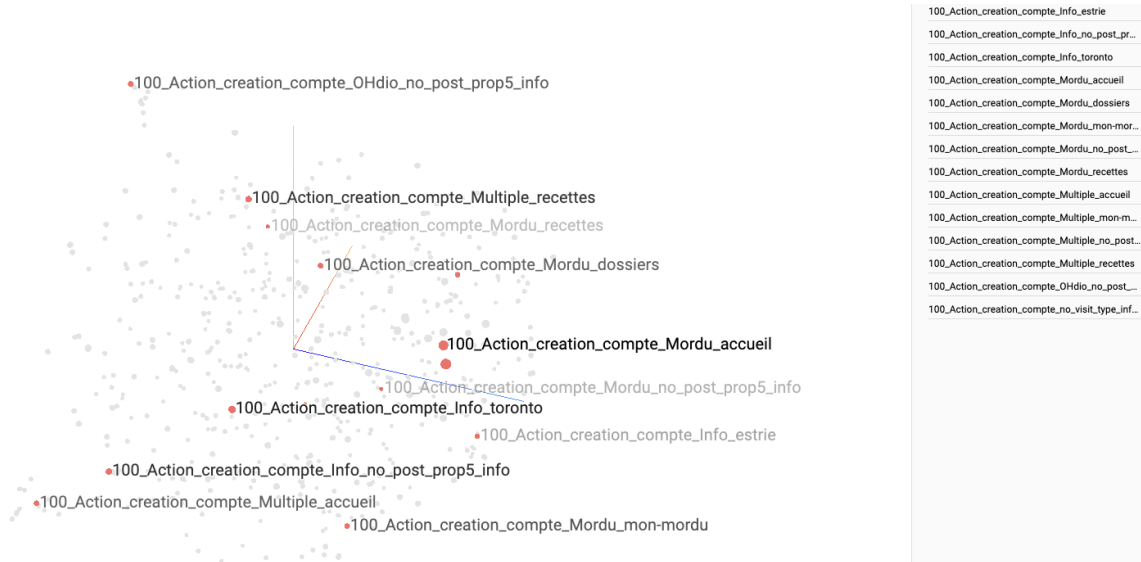 100_Action_creation_compte_OHdio_no_post_prop5_info
100_Action_creation_compte_Multiple_recettes
100_Action_creation_compte_Mordu_recettes
100_Action_creation_compte_Mordu_dossiers
100_Action_creation_compte_Mordu_accueil
100_Action_creation_compte_Mordu_no_post_prop5_info
100_Action_creation_compte_Info_toronto
100_Action_creation_compte_Info_estrie
100_Action_creation_compte_Info_no_post_prop5_info
100_Action_creation_compte_Multiple_accueil
100_Action_creation_compte_Mordu_mon-mordu
100_Action_creation_compte_Info_estrie
100_Action_creation_compte_Info_no_post_pr...
100_Action_creation_compte_Info_toronto
100_Action_creation_compte_Mordu_accueil
100_Action_creation_compte_Mordu_dossiers
100_Action_creation_compte_Mordu_mon-mor...
100_Action_creation_compte_Mordu_no_post_...
100_Action_creation_compte_Mordu_recettes
100_Action_creation_compte_Multiple_accueil
100_Action_creation_compte_Multiple_mon-m...
100_Action_creation_compte_Multiple_no_post...
100_Action_creation_compte_Multiple_recettes
100_Action_creation_compte_OHdio_no_post_...
100_Action_creation_compte_no_visit_type_inf...